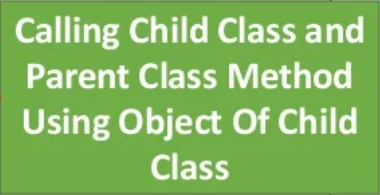 Calling Child Class and
Parent Class Method
Using Object Of Child
Class